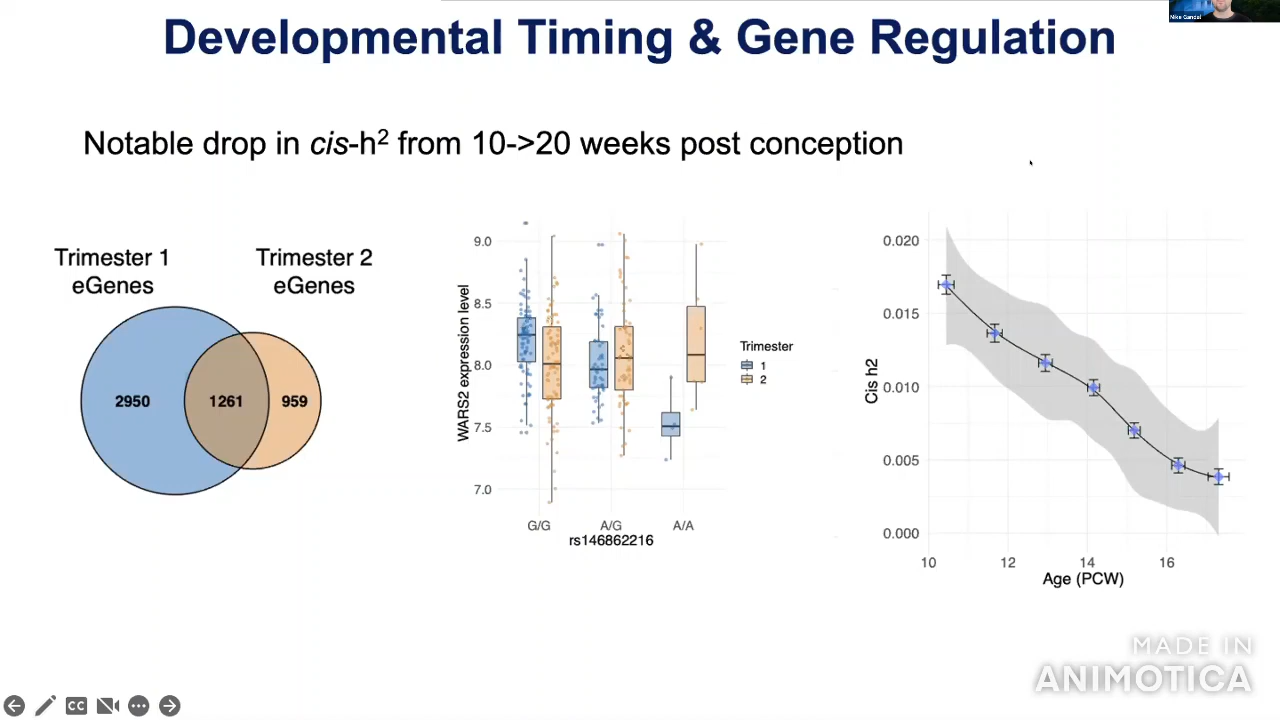 Developmental Timing & Gene Regulation
Mike Gandal
Notable drop in cis-h² from 10->20 weeks post conception
Trimester 1
eGenes
Trimester 2
eGenes
2950
1261
959
WARS2 expression level
9.0
8.5
8.0
7.5
7.0
G/G
A/G
A/A
rs146862216
Trimester
1
2
Cis h2
0.020
0.015
0.010
0.005
0.000
10
12
14
16
Age (PCW)
MADE IN
ANIMOTICA
CC